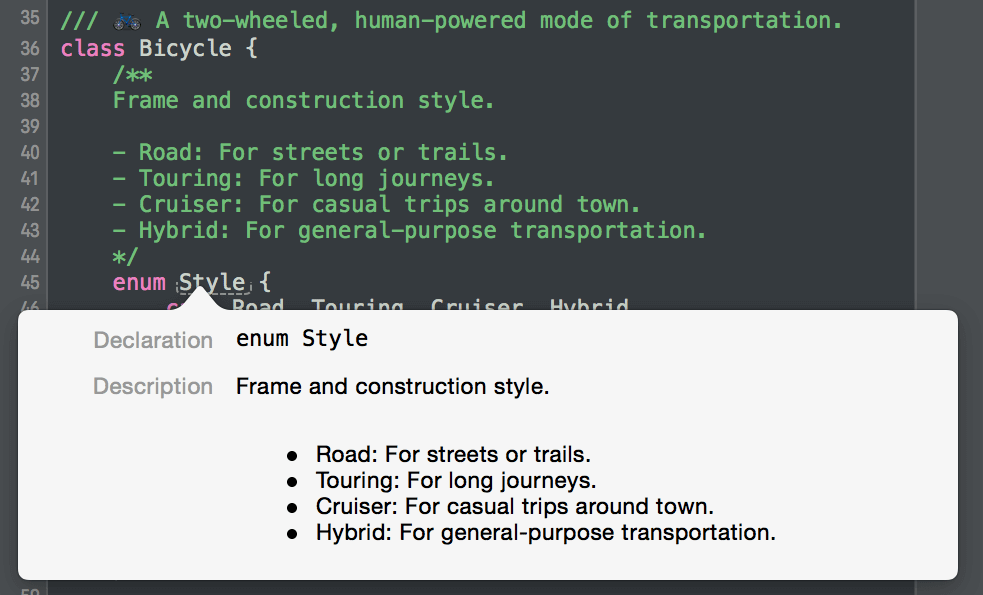 35 /// 🚲 A two-wheeled, human-powered mode of transportation.
36 class Bicycle {
37 /**
38 Frame and construction style.
39
40 - Road: For streets or trails.
41 - Touring: For long journeys.
42 - Cruiser: For casual trips around town.
43 - Hybrid: For general-purpose transportation.
44 */
45 enum Style {
46 Road, Touring, Cruiser, Hybrid
Declaration enum Style
Description Frame and construction style.
● Road: For streets or trails.
● Touring: For long journeys.
● Cruiser: For casual trips around town.
● Hybrid: For general-purpose transportation.